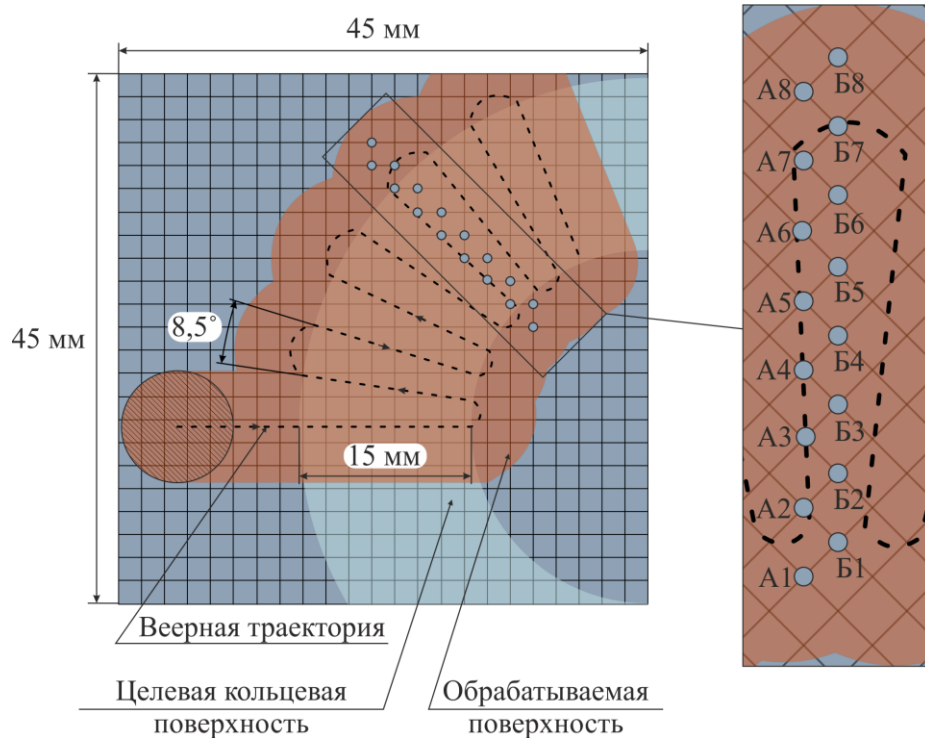 45 мм
45 мм
8,5°
15 мм
Веерная траектория
Целевая кольцевая
поверхность
Обрабатываемая
поверхность
Б8
А8
Б7
А7
Б6
А6
Б5
А5
Б4
А4
Б3
А3
Б2
А2
Б1
А1